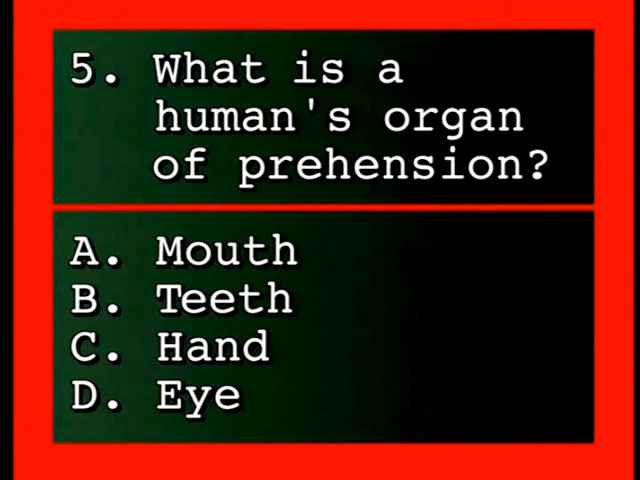 5. What is a
human's organ
of prehension?
A. Mouth
B. Teeth
C. Hand
D. Eye